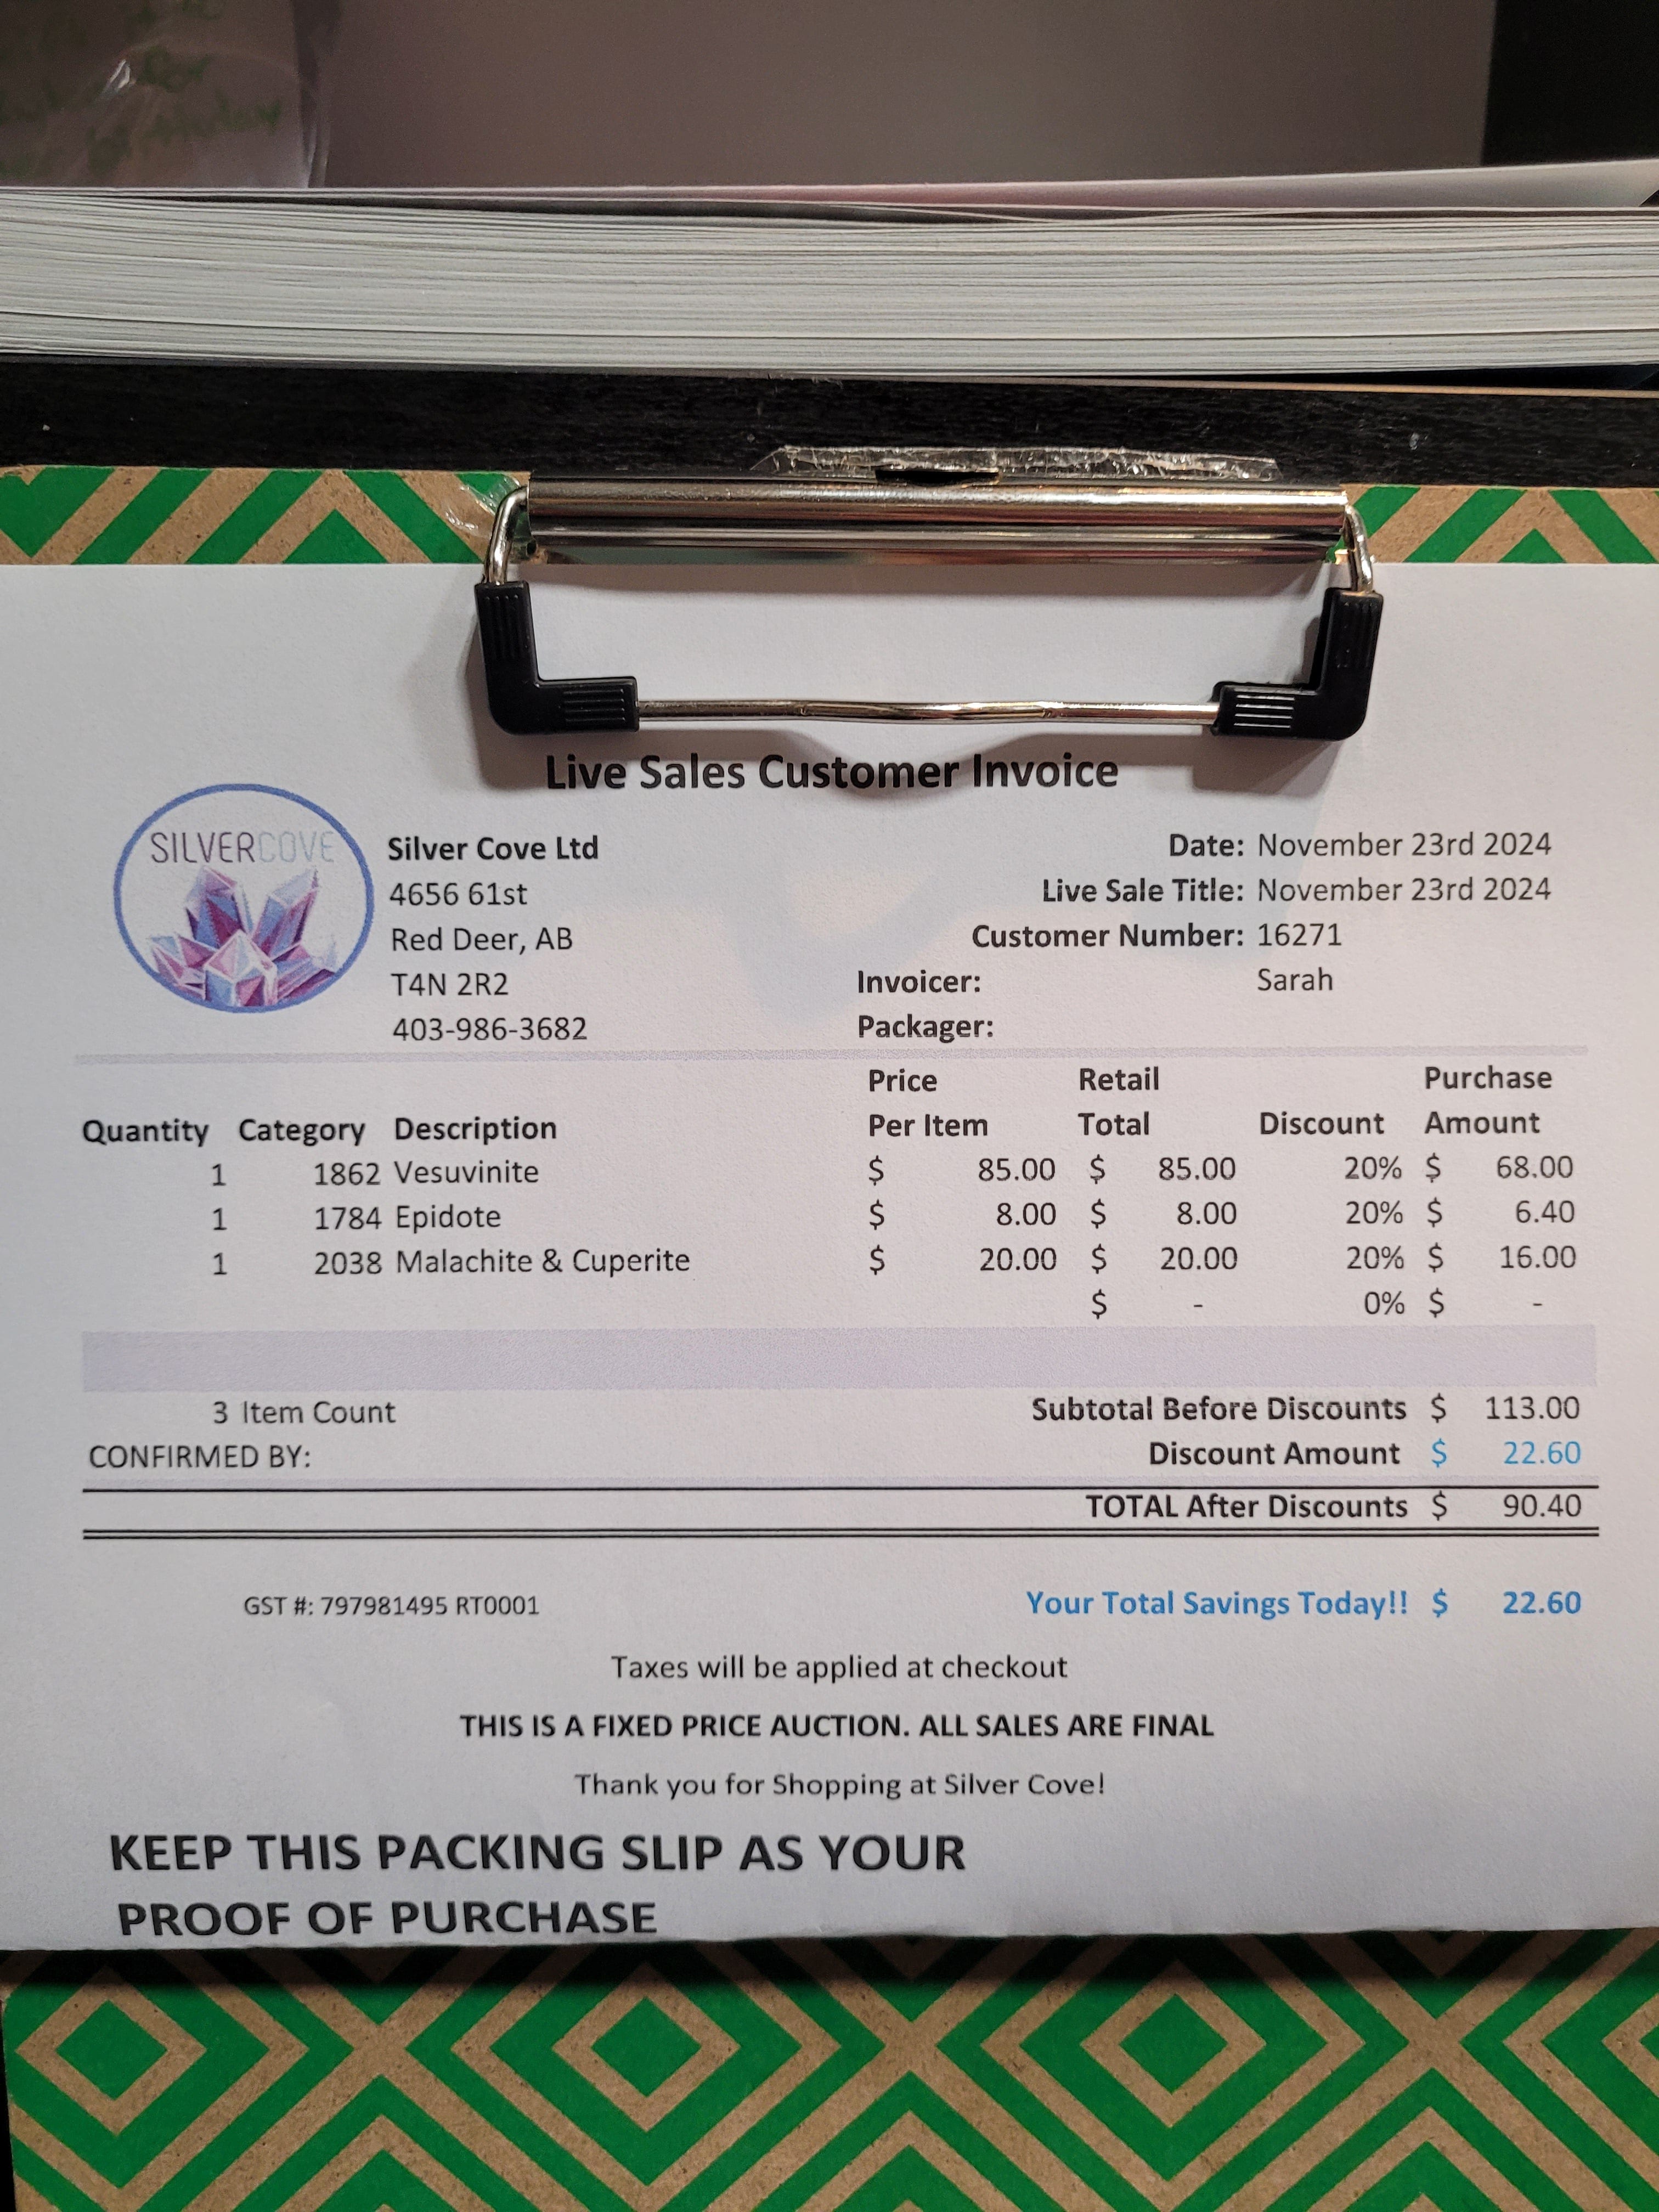 for
Live Sales Customer Invoice
SILVERCOVE
Silver Cove Ltd
4656 61st
Red Deer, AB
T4N 2R2
403-986-3682
Date: November 23rd 2024
Live Sale Title: November 23rd 2024
Customer Number: 16271
Invoicer: Sarah
Packager:
Quantity Category Description Price Per Item Retail Total Discount Purchase Amount
1 1862 Vesuvinite $ 85.00 $ 85.00 20% $ 68.00
1 1784 Epidote $ 8.00 $ 8.00 20% $ 6.40
1 2038 Malachite & Cuperite $ 20.00 $ 20.00 20% $ 16.00
$ - 0% $ -
3 Item Count Subtotal Before Discounts $ 113.00
CONFIRMED BY: Discount Amount $ 22.60
TOTAL After Discounts $ 90.40
GST #: 797981495 RT0001 Your Total Savings Today!! $ 22.60
Taxes will be applied at checkout
THIS IS A FIXED PRICE AUCTION. ALL SALES ARE FINAL
Thank you for Shopping at Silver Cove!
KEEP THIS PACKING SLIP AS YOUR
PROOF OF PURCHASE